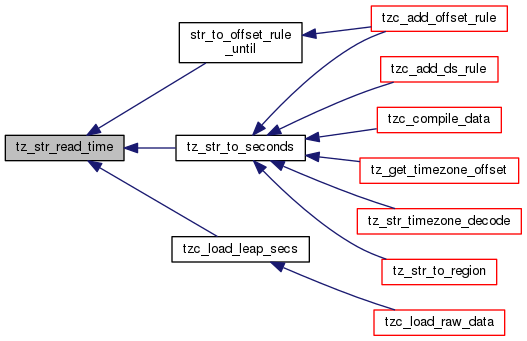 tz_str_read_time
str_to_offset_rule
_until
tz_str_to_seconds
tzc_load_leap_secs
tzc_add_offset_rule
tzc_add_ds_rule
tzc_compile_data
tz_get_timezone_offset
tz_str_timezone_decode
tz_str_to_region
tzc_load_raw_data